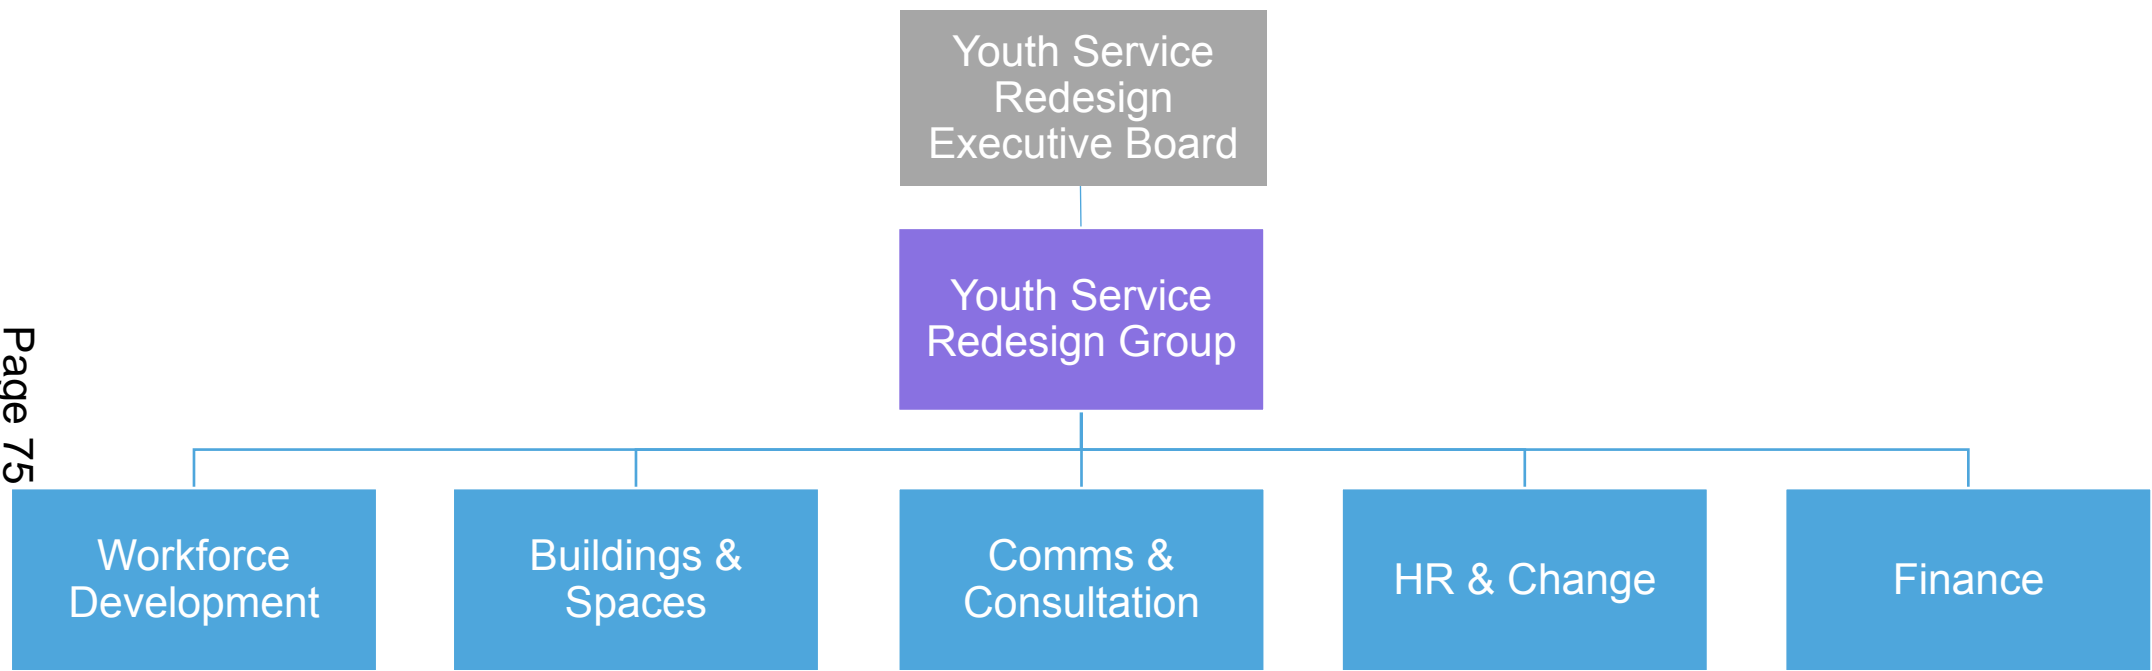 Youth Service
Redesign
Executive Board
Youth Service
Redesign Group
Page 75
Workforce
Development
Buildings &
Spaces
Comms &
Consultation
HR & Change
Finance